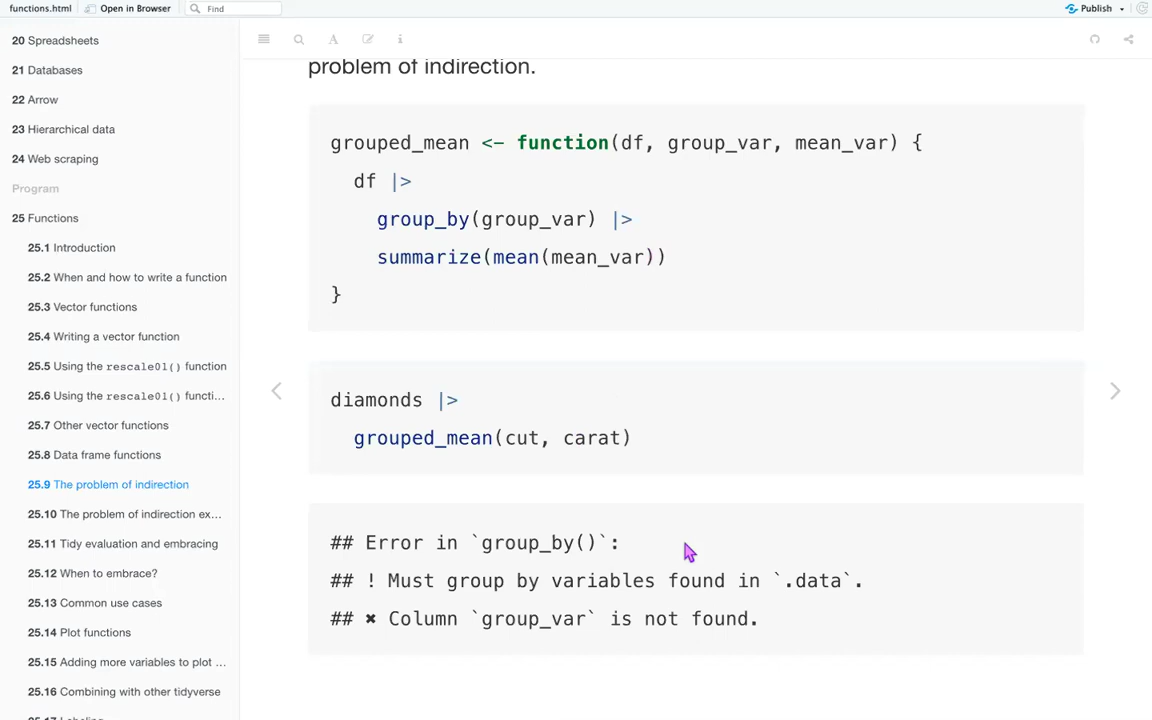 functions.html
Open in Browser
Find
Publish
20 Spreadsheets
21 Databases
22 Arrow
23 Hierarchical data
24 Web scraping
Program
25 Functions
25.1 Introduction
25.2 When and how to write a function
25.3 Vector functions
25.4 Writing a vector function
25.5 Using the rescale01() function
25.6 Using the rescale01() functi...
25.7 Other vector functions
25.8 Data frame functions
25.9 The problem of indirection
25.10 The problem of indirection ex...
25.11 Tidy evaluation and embracing
25.12 When to embrace?
25.13 Common use cases
25.14 Plot functions
25.15 Adding more variables to plot ...
25.16 Combining with other tidyverse
25.17 Labeling
problem of indirection.
grouped_mean <- function(df, group_var, mean_var) {
  df |>
    group_by(group_var) |>
    summarize(mean(mean_var))
}
diamonds |>
  grouped_mean(cut, carat)
## Error in `group_by()`:
## ! Must group by variables found in `.data`.
## ✖ Column `group_var` is not found.